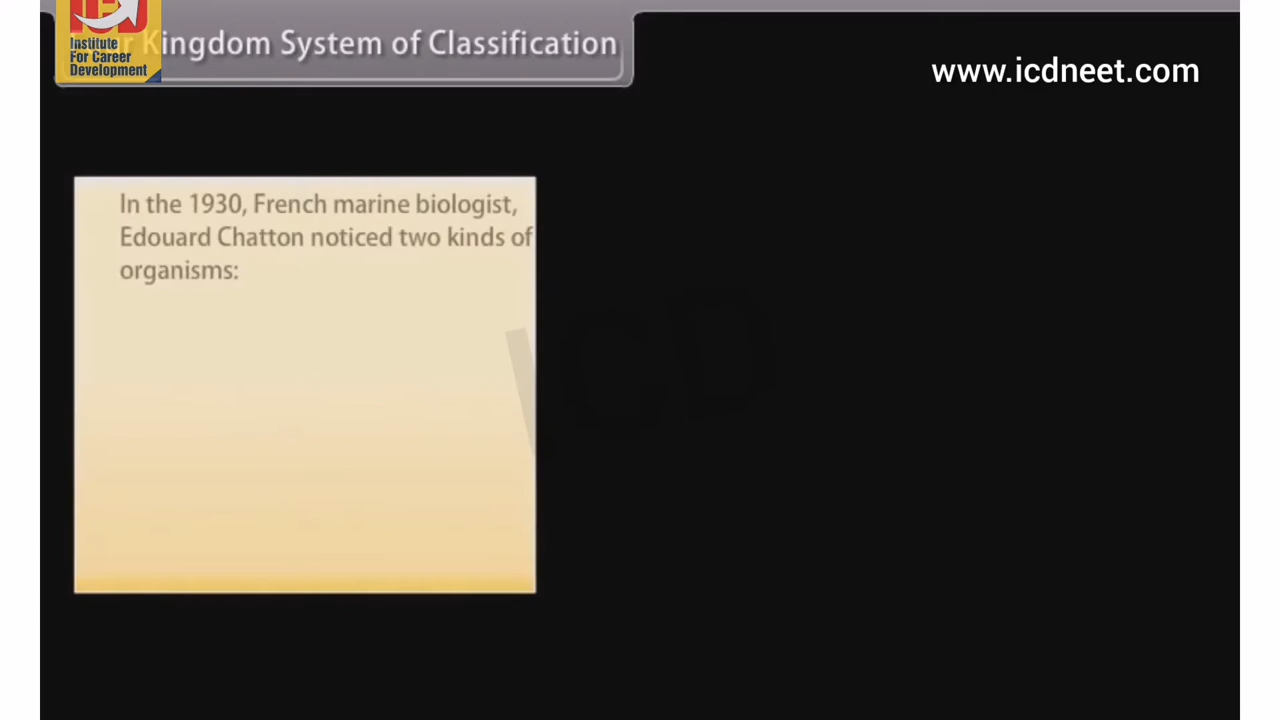 Kingdom System of Classification
Institute
For Career
Development
www.icdneet.com
In the 1930, French marine biologist,
Edouard Chatton noticed two kinds of
organisms:
ICD